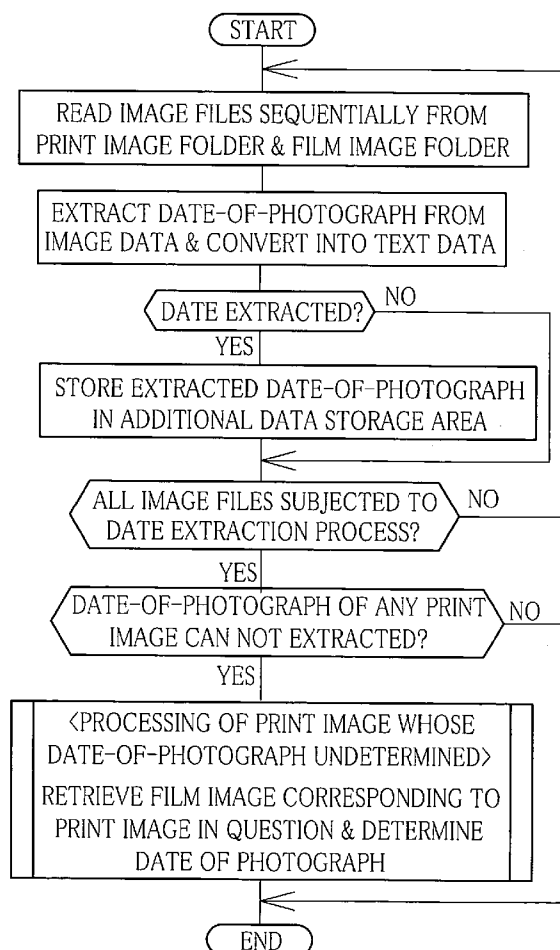 START
READ IMAGE FILES SEQUENTIALLY FROM
PRINT IMAGE FOLDER & FILM IMAGE FOLDER
EXTRACT DATE-OF-PHOTOGRAPH FROM
IMAGE DATA & CONVERT INTO TEXT DATA
DATE EXTRACTED?
NO
YES
STORE EXTRACTED DATE-OF-PHOTOGRAPH
IN ADDITIONAL DATA STORAGE AREA
ALL IMAGE FILES SUBJECTED TO
DATE EXTRACTION PROCESS?
NO
YES
DATE-OF-PHOTOGRAPH OF ANY PRINT
IMAGE CAN NOT EXTRACTED?
NO
YES
<PROCESSING OF PRINT IMAGE WHOSE
DATE-OF-PHOTOGRAPH UNDETERMINED>
RETRIEVE FILM IMAGE CORRESPONDING TO
PRINT IMAGE IN QUESTION & DETERMINE
DATE OF PHOTOGRAPH
END